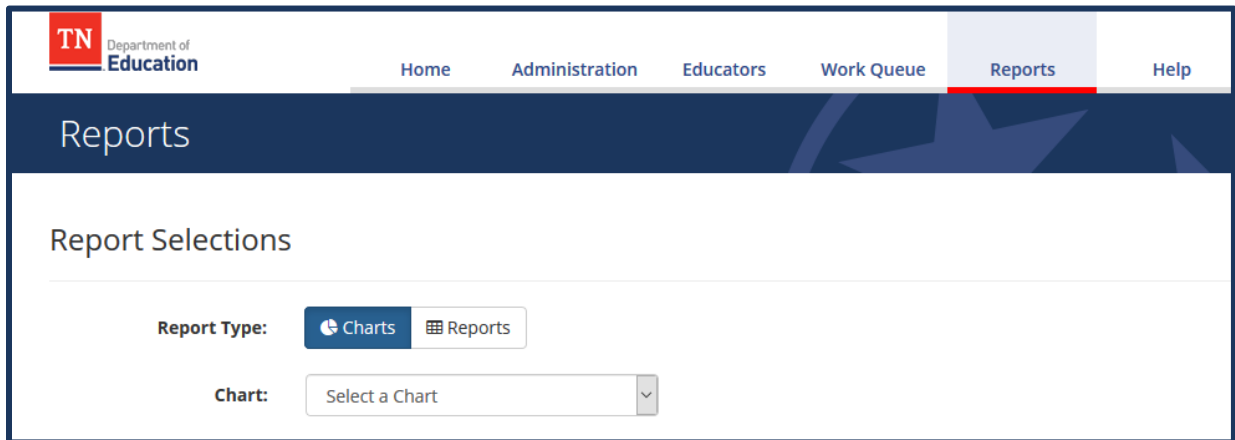 TN Department of
Education
Home Administration Educators Work Queue Reports Help
Reports
Report Selections
Report Type: Charts Reports
Chart: Select a Chart